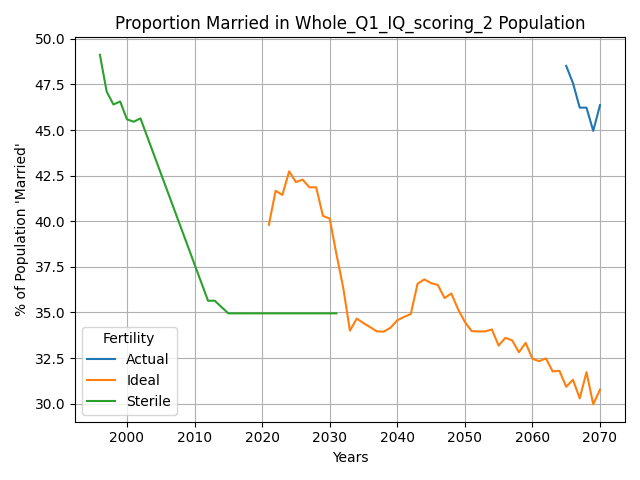 Proportion Married in Whole_Q1_IQ_scoring_2 Population
% of Population 'Married'
50.0
47.5
45.0
42.5
40.0
37.5
35.0
32.5
30.0
Fertility
Actual
Ideal
Sterile
2000 2010 2020 2030 2040 2050 2060 2070
Years